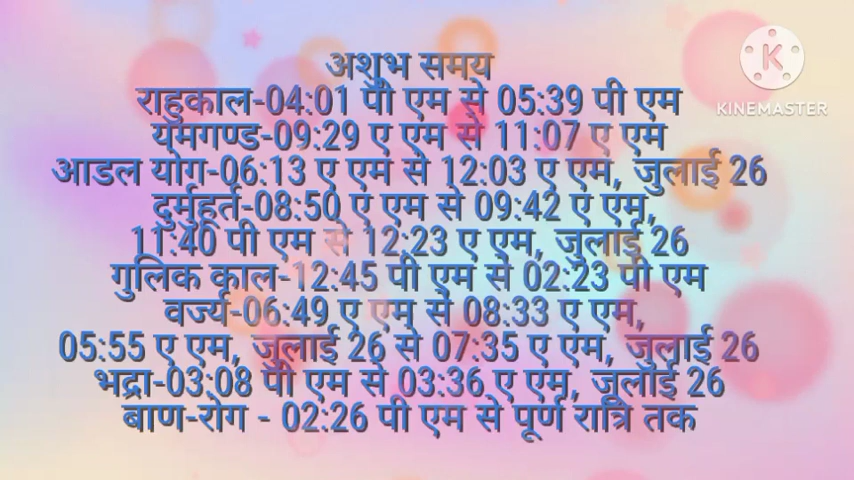 अशुभ समय
राहुकाल-04:01 पी एम से 05:39 पी एम
यमगण्ड-09:29 ए एम से 11:07 ए एम
आडल योग-06:13 ए एम से 12:03 ए एम, जुलाई 26
दुर्मुहूर्त-08:50 ए एम से 09:42 ए एम,
11:40 पी एम से 12:23 ए एम, जुलाई 26
गुलिक काल-12:45 पी एम से 02:23 पी एम
वर्ज्य-06:49 ए एम से 08:33 ए एम,
05:55 ए एम, जुलाई 26 से 07:35 ए एम, जुलाई 26
भद्रा-03:08 पी एम से 03:36 ए एम, जुलाई 26
बाण-रोग - 02:26 पी एम से पूर्ण रात्रि तक
K
KINEMASTER